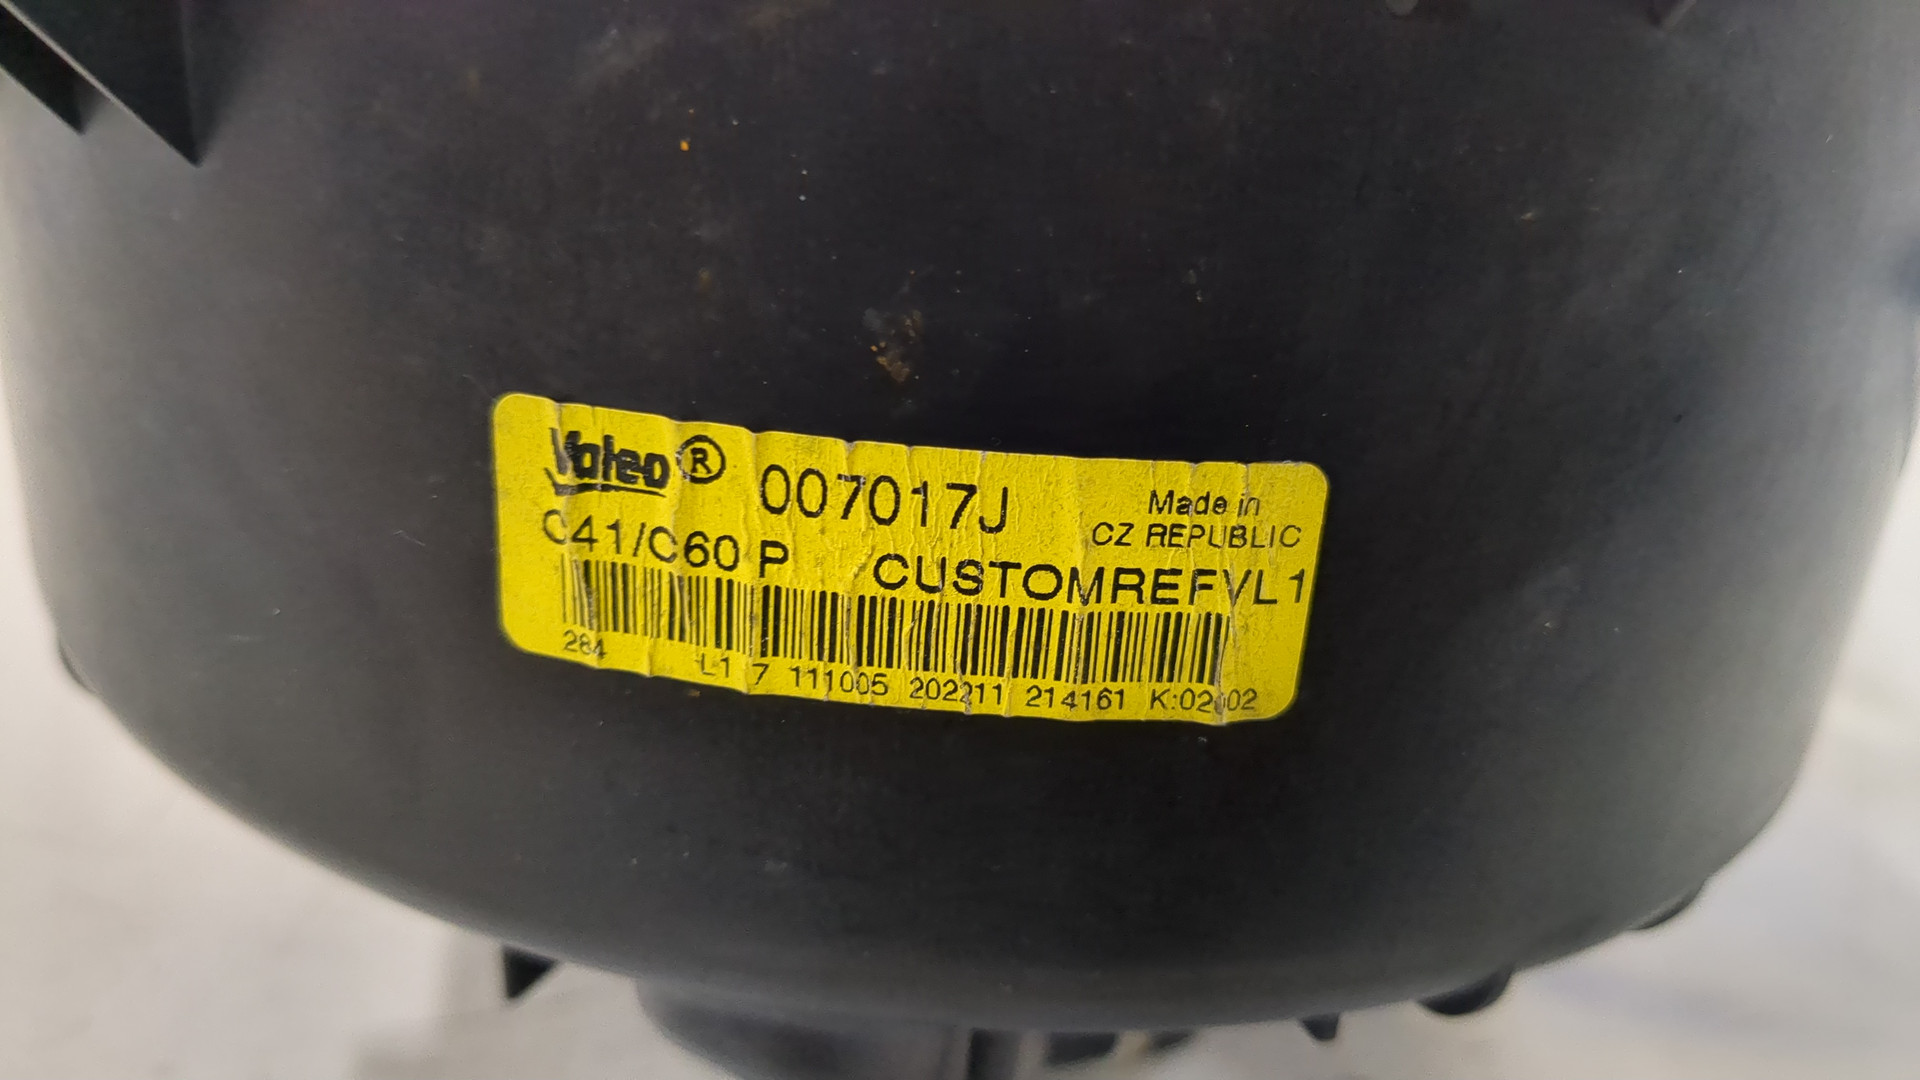 Valeo® 007017J Made in
CZ REPUBLIC
C41/C60 P CUSTOMREFVL1
284 L1 7 111005 202211 214161 K:02002